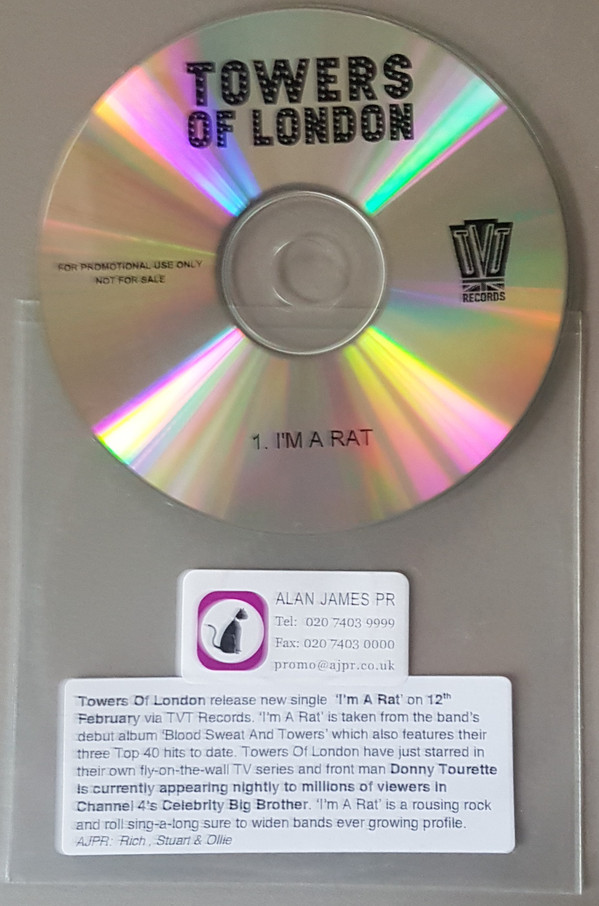 TOWERS
OF LONDON
FOR PROMOTIONAL USE ONLY
NOT FOR SALE
TVT
RECORDS
1. I'M A RAT
ALAN JAMES PR
Tel: 020 7403 9999
Fax: 020 7403 0000
promo@ajpr.co.uk
Towers Of London release new single 'I'm A Rat' on 12th
February via TVT Records. 'I'm A Rat' is taken from the band's
debut album 'Blood Sweat And Towers' which also features their
three Top 40 hits to date. Towers Of London have just starred in
their own fly-on-the-wall TV series and front man Donny Tourette
is currently appearing nightly to millions of viewers in
Channel 4's Celebrity Big Brother. 'I'm A Rat' is a rousing rock
and roll sing-a-long sure to widen bands ever growing profile.
AJPR: Rich , Stuart & Ollie